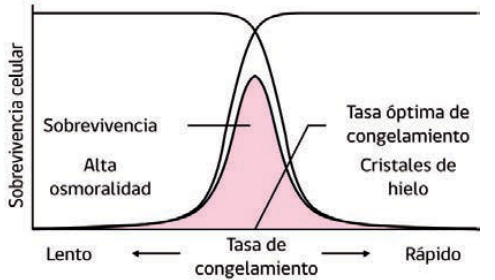 Sobrevivencia celular
Sobrevivencia
Alta
osmoralidad
Tasa óptima de
congelamiento
Cristales de
hielo
Lento
Tasa de
congelamiento
Rápido